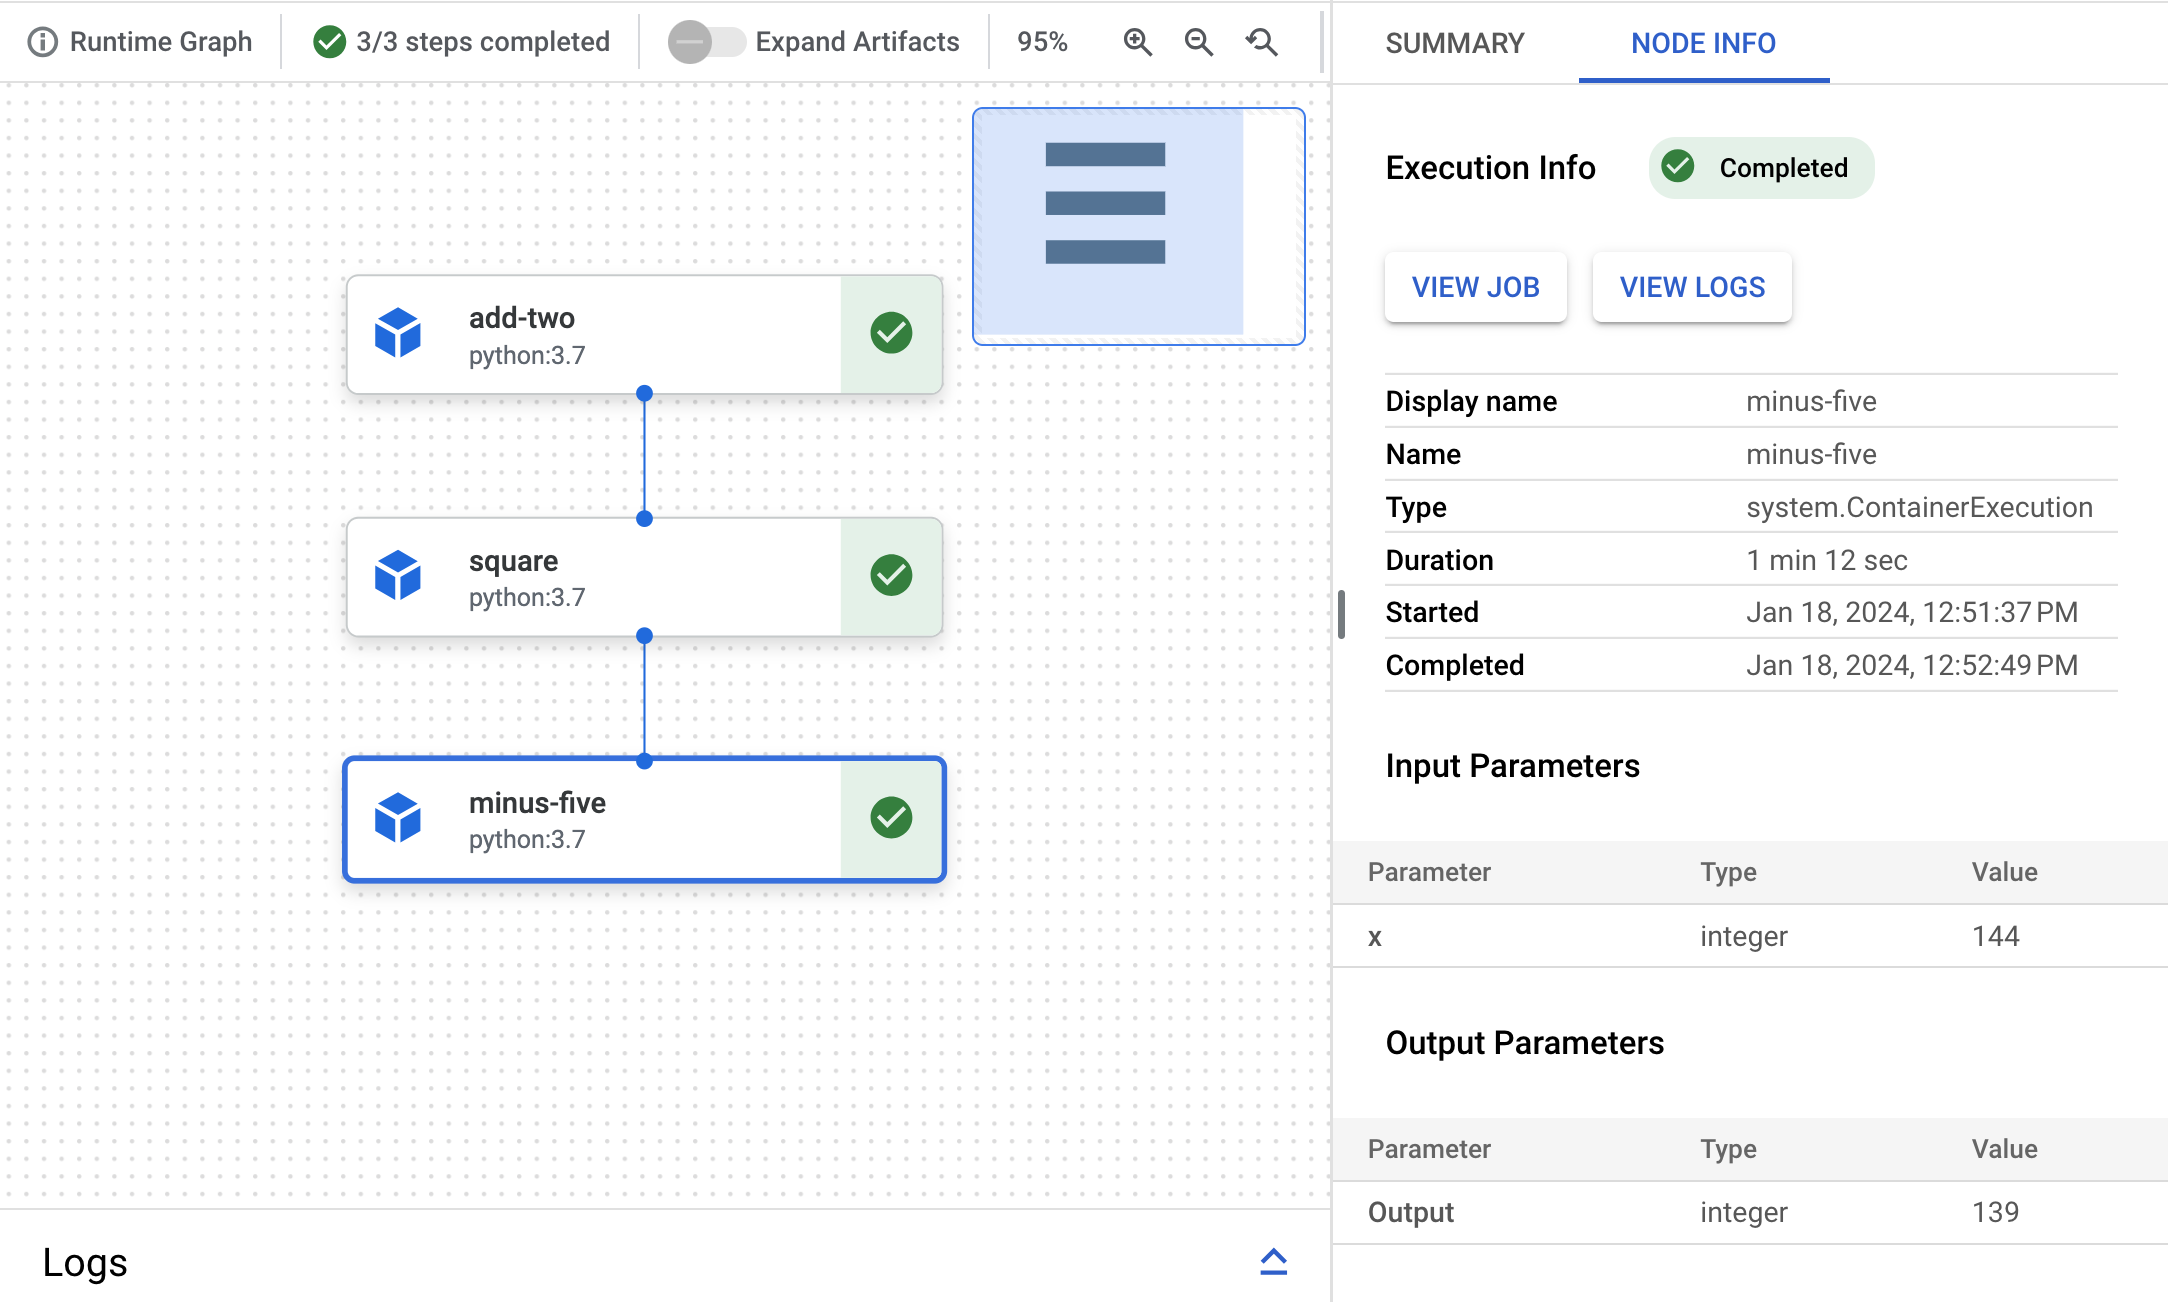 Runtime Graph
3/3 steps completed
Expand Artifacts
95%
add-two
python:3.7
square
python:3.7
minus-five
python:3.7
Logs
SUMMARY
NODE INFO
Execution Info
Completed
VIEW JOB
VIEW LOGS
Display name minus-five
Name minus-five
Type system.ContainerExecution
Duration 1 min 12 sec
Started Jan 18, 2024, 12:51:37 PM
Completed Jan 18, 2024, 12:52:49 PM
Input Parameters
Parameter Type Value
x integer 144
Output Parameters
Parameter Type Value
Output integer 139